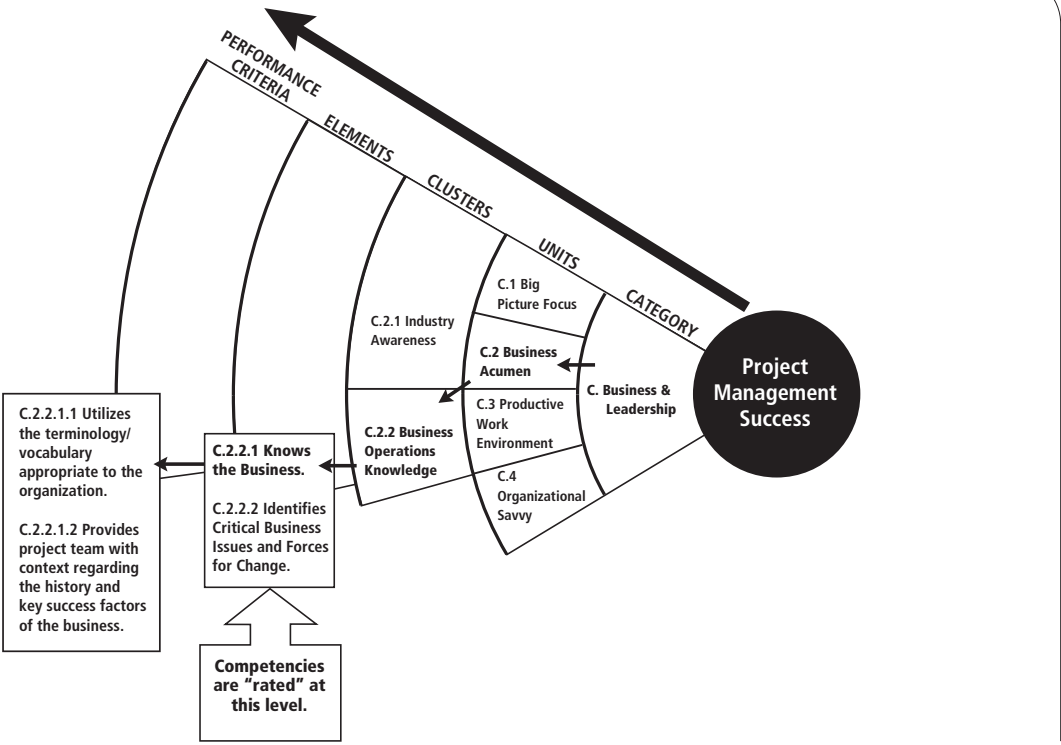 PERFORMANCE
CRITERIA
ELEMENTS
CLUSTERS
UNITS
CATEGORY
Project
Management
Success
C. Business &
Leadership
C.1 Big
Picture Focus
C.2 Business
Acumen
C.3 Productive
Work
Environment
C.4
Organizational
Savvy
C.2.1 Industry
Awareness
C.2.2 Business
Operations
Knowledge
C.2.2.1 Knows
the Business.
C.2.2.2 Identifies
Critical Business
Issues and Forces
for Change.
C.2.2.1.1 Utilizes
the terminology/
vocabulary
appropriate to the
organization.
C.2.2.1.2 Provides
project team with
context regarding
the history and
key success factors
of the business.
Competencies
are “rated” at
this level.